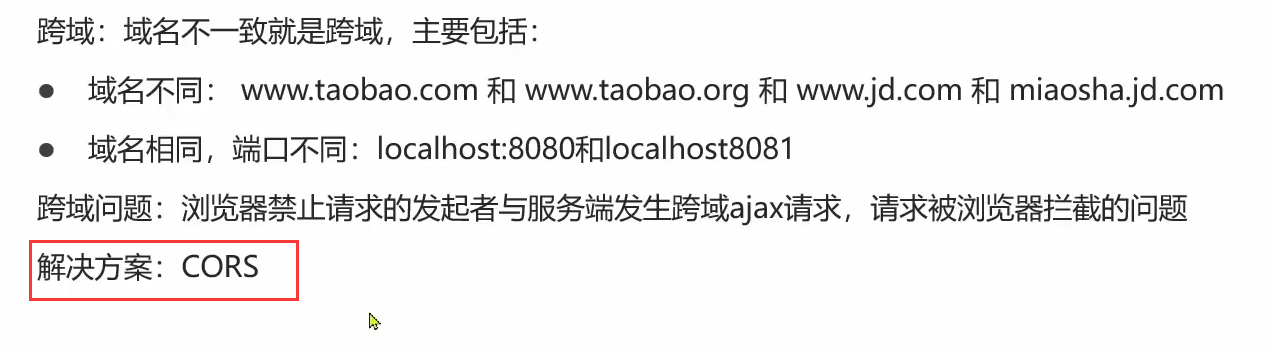 跨域：域名不一致就是跨域，主要包括：
● 域名不同： www.taobao.com 和 www.taobao.org 和 www.jd.com 和 miaosha.jd.com
● 域名相同，端口不同：localhost:8080和localhost8081
跨域问题：浏览器禁止请求的发起者与服务端发生跨域ajax请求，请求被浏览器拦截的问题
解决方案：CORS